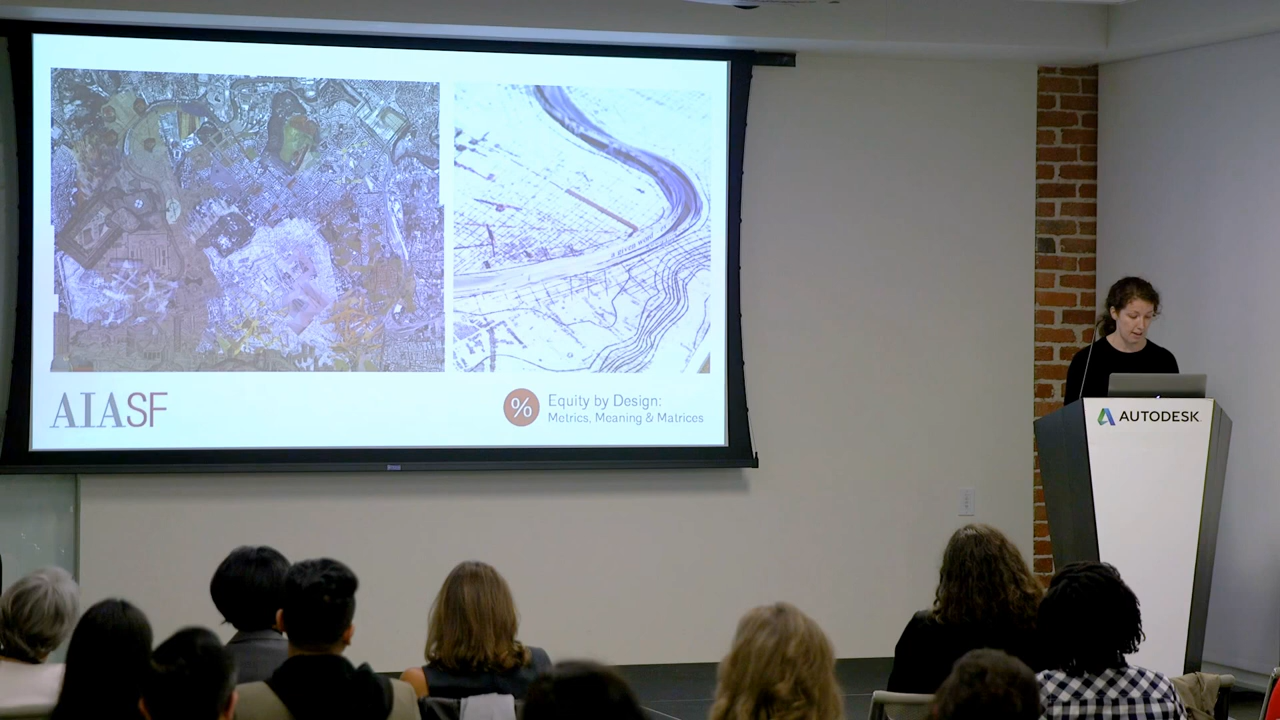 AIASF
%
Equity by Design:
Metrics, Meaning & Matrices
AUTODESK